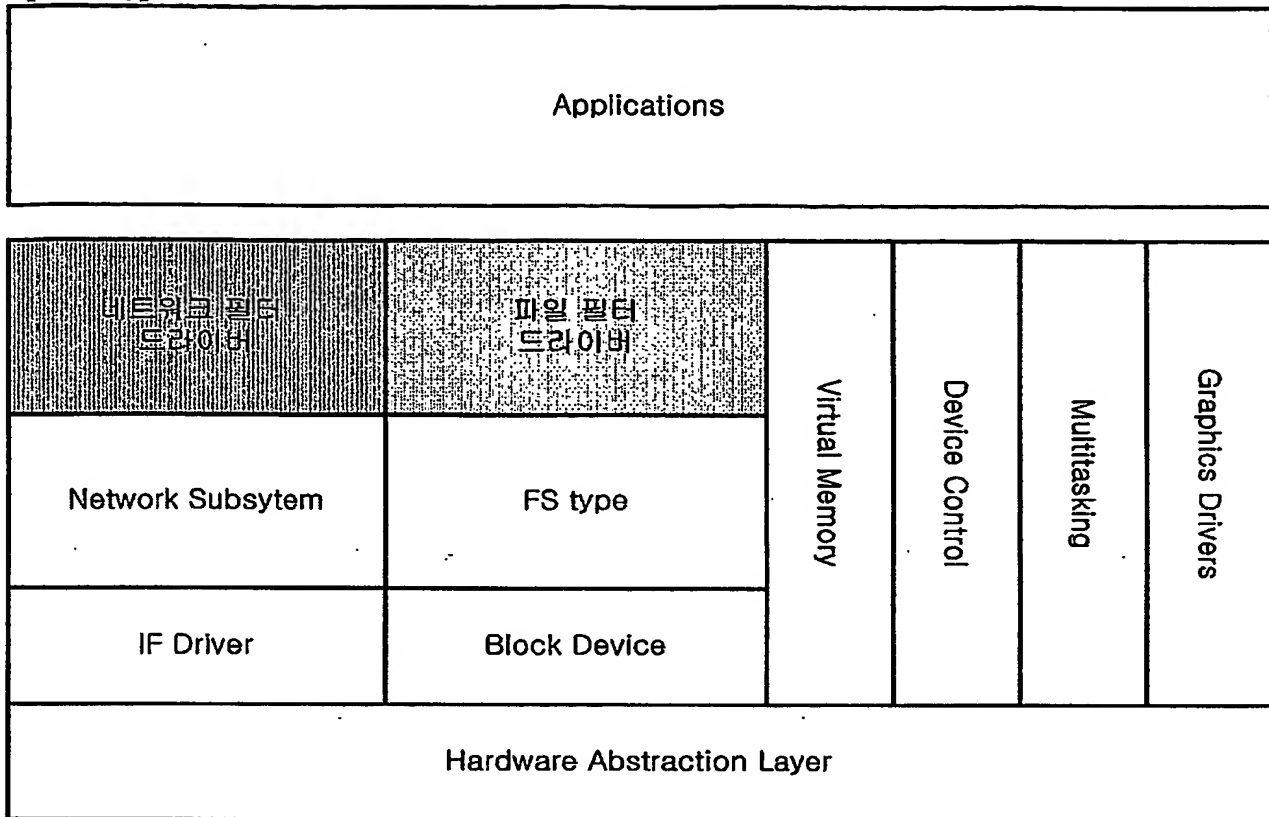 Applications
네트워크 필터
드라이버
파일 필터
드라이버
Virtual Memory
Device Control
Multitasking
Graphics Drivers
Network Subsytem
FS type
IF Driver
Block Device
Hardware Abstraction Layer